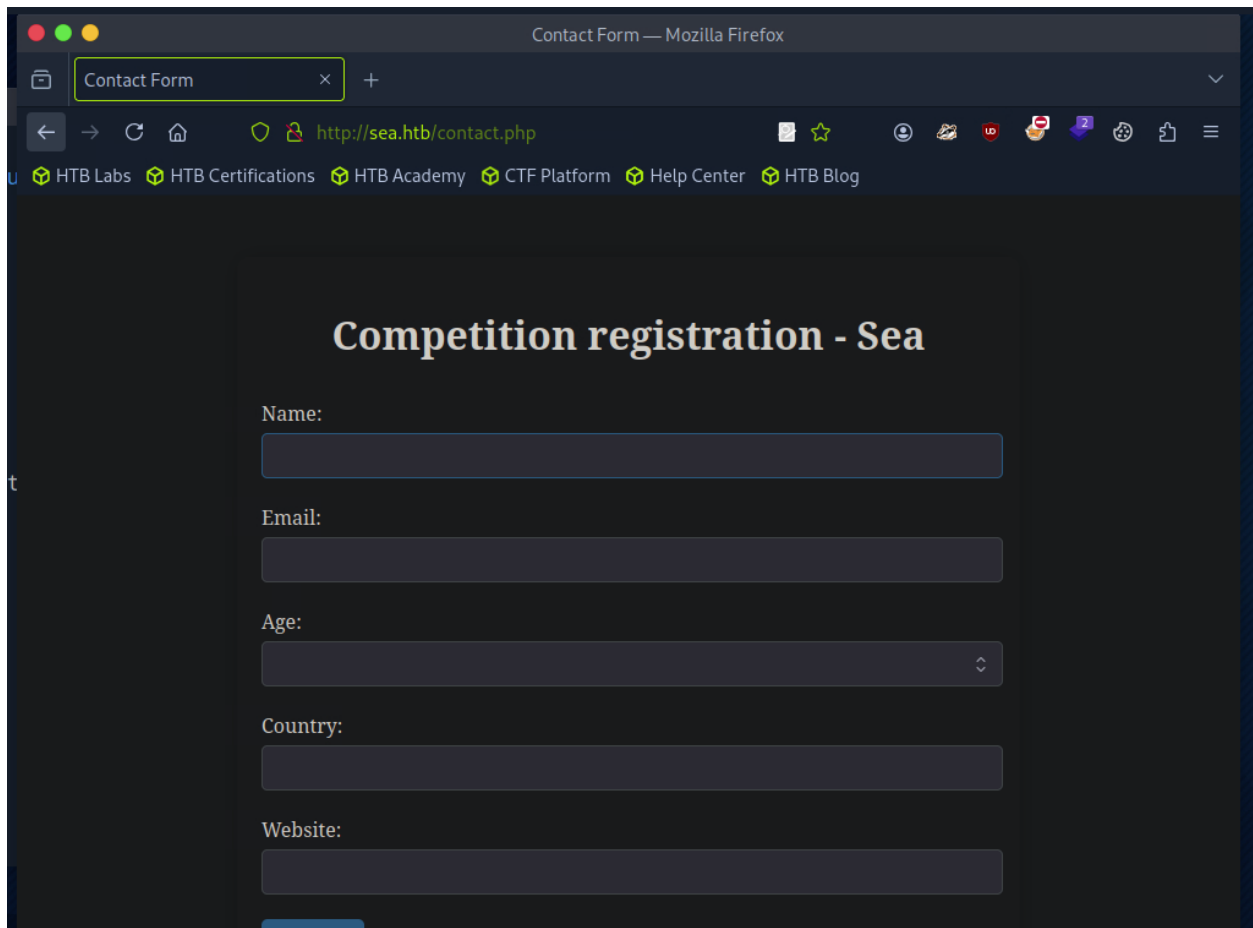 Contact Form — Mozilla Firefox
Contact Form
http://sea.htb/contact.php
2
HTB Labs HTB Certifications HTB Academy CTF Platform Help Center HTB Blog
Competition registration - Sea
Name:
Email:
Age:
Country:
Website: